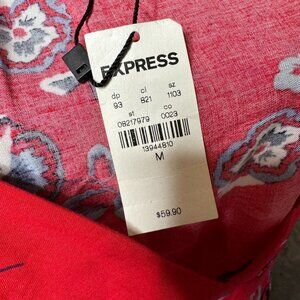 EXPRESS
dp cl sz
93 821 1103
st co
08217979 0023
13944810
M
$59.90